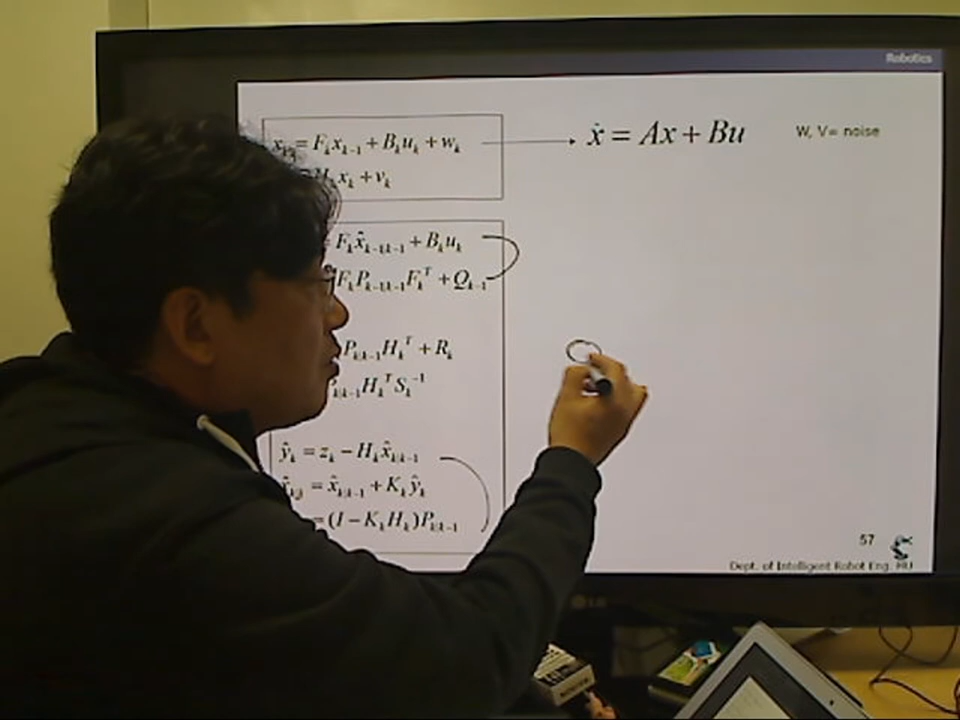 Robotics
= F_k x_{k-1} + B_k u_k + w_k
ẋ = Ax + Bu
W, V= noise
x_k + v_k
= F_k x̂_{k-1|k-1} + B_k u_k
F_k P_{k-1|k-1} F_k^T + Q_{k-1}
P_{k|k-1} H_k^T + R_k
H_k^T S_k^{-1}
ŷ_k = z_k − H_k x̂_{k|k-1}
= x̂_{k|k-1} + K_k ŷ_k
= (I − K_k H_k)P_{k|k-1}
57
Dept. of Intelligent Robot Eng. HU
LG